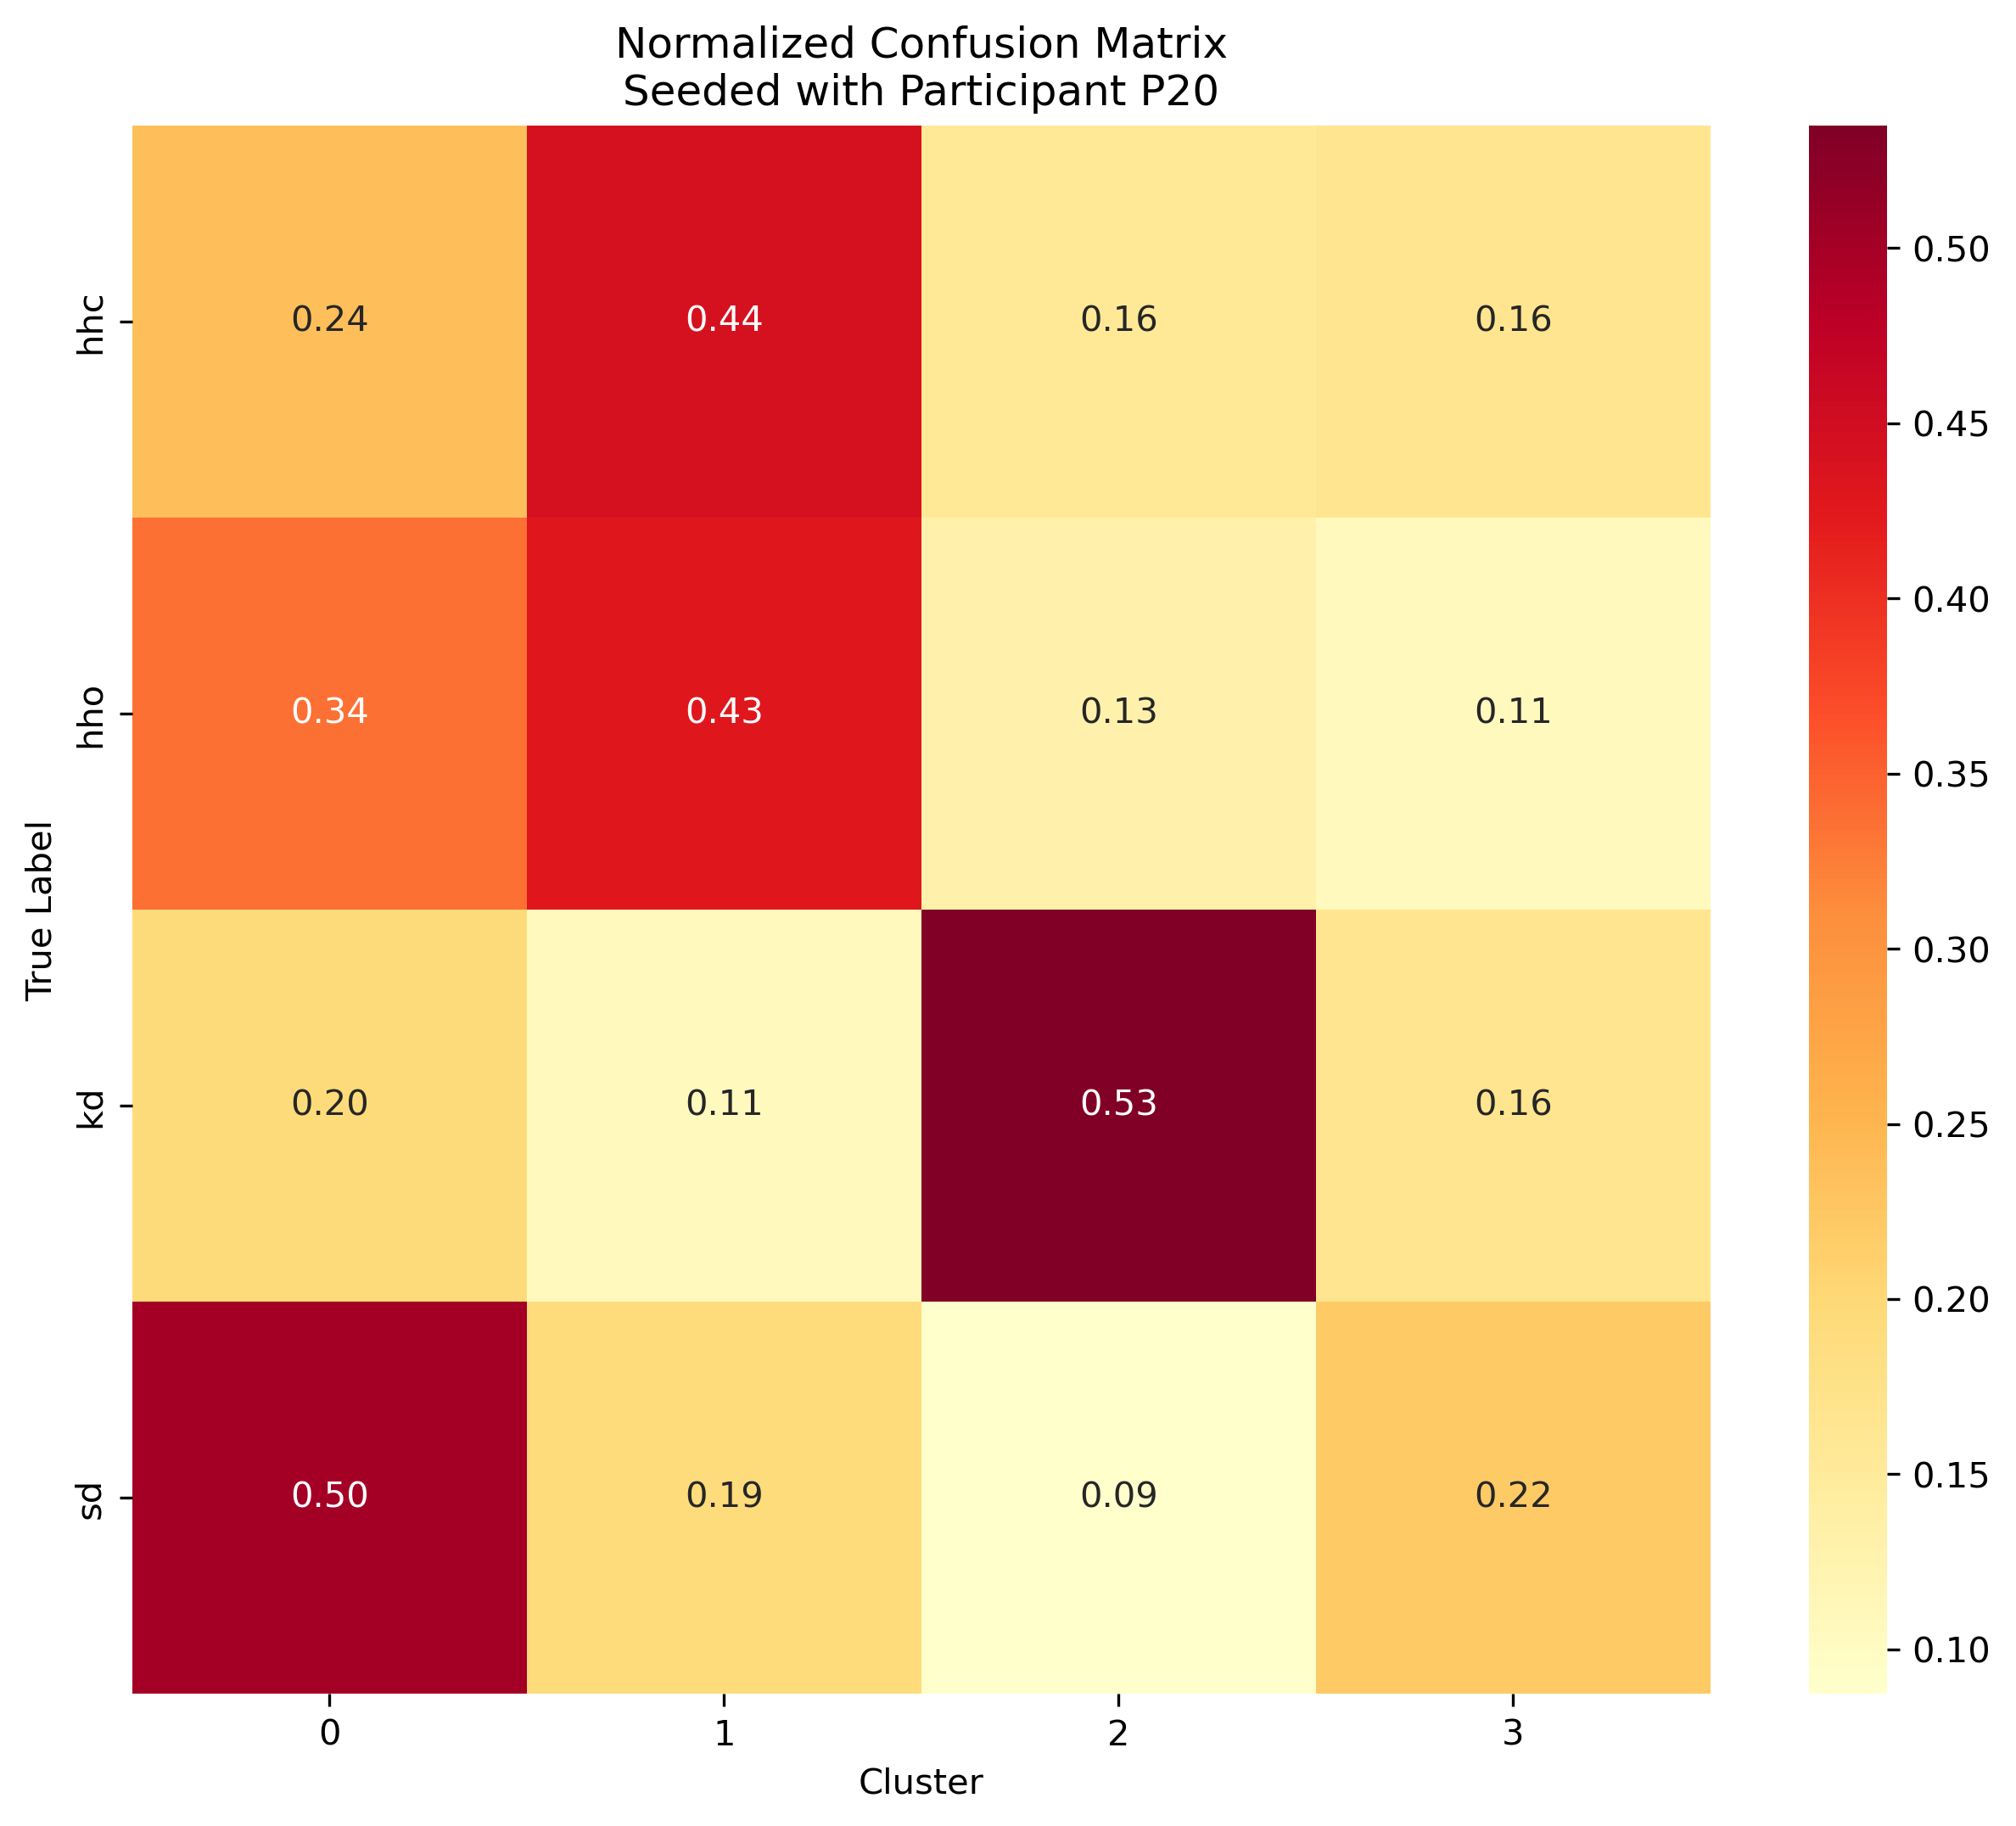 Normalized Confusion Matrix
Seeded with Participant P20
True Label
hhc
0.24 0.44 0.16 0.16
hho
0.34 0.43 0.13 0.11
kd
0.20 0.11 0.53 0.16
sd
0.50 0.19 0.09 0.22
0 1 2 3
Cluster
0.50
0.45
0.40
0.35
0.30
0.25
0.20
0.15
0.10